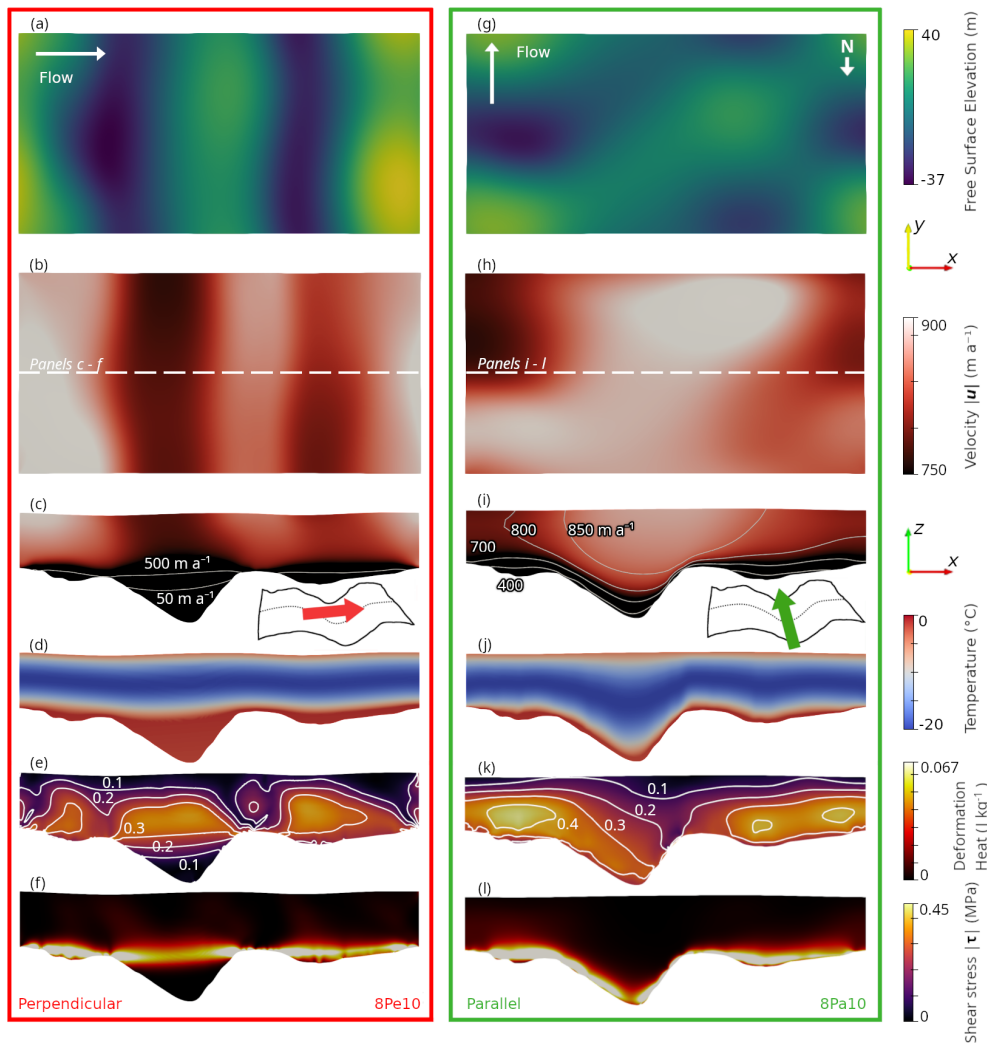 (a)
Flow
(g)
Flow
N
40
-37
Free Surface Elevation (m)
y
x
(b)
Panels c - f
(h)
Panels i - l
900
750
Velocity |u| (m a⁻¹)
(c)
500 m a⁻¹
50 m a⁻¹
(i)
800
850 m a⁻¹
700
400
z
x
(d)
(j)
0
-20
Temperature (°C)
(e)
0.1
0.2
0.3
0.2
0.1
(k)
0.1
0.2
0.3
0.4
0.067
0
Deformation
Heat (J kg⁻¹)
(f)
(l)
0.45
0
Shear stress |τ| (MPa)
Perpendicular
8Pe10
Parallel
8Pa10